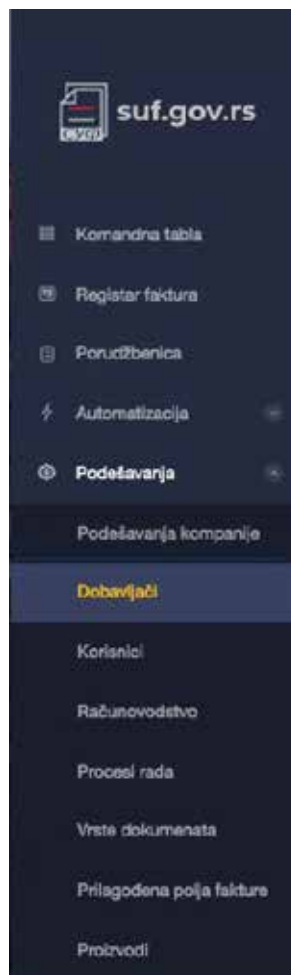 suf.gov.rs
Komandna tabla
Registar faktura
Porudžbenica
Automatizacija
Podešavanja
Podešavanja kompanije
Dobavljači
Korisnici
Računovodstvo
Procesi rada
Vrste dokumenata
Prilagođena polja fakture
Proizvodi